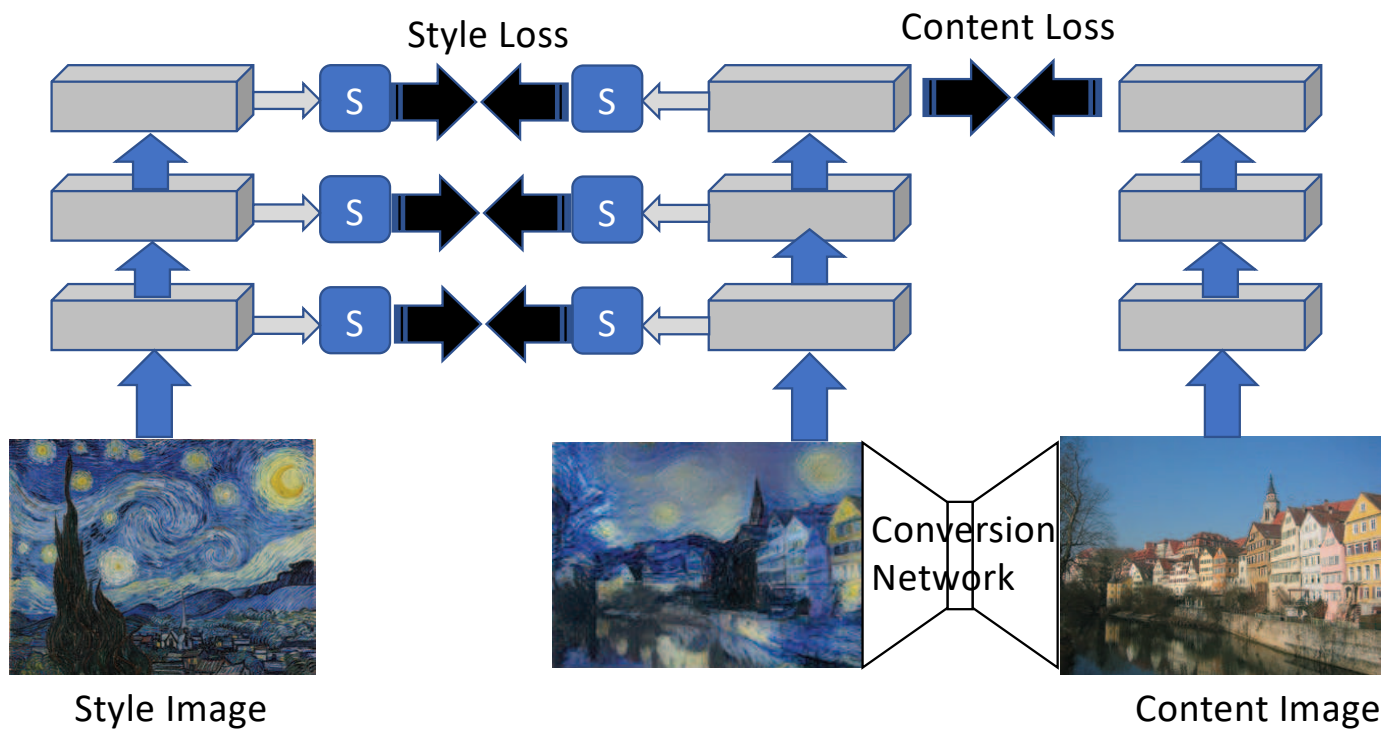 Style Loss
Content Loss
S S
S S
S S
Conversion
Network
Style Image
Content Image